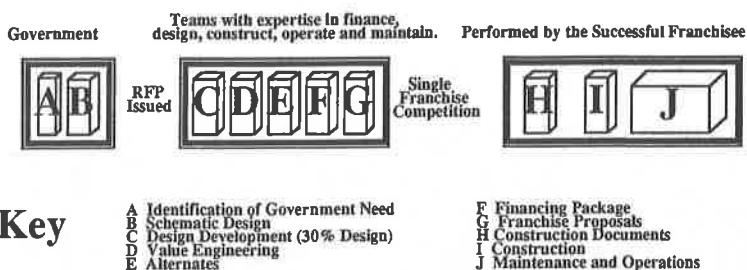 Government
Teams with expertise in finance,
design, construct, operate and maintain.
Performed by the Successful Franchisee
A B
RFP
Issued
C D E F G
Single
Franchise
Competition
H I J
Key
A Identification of Government Need
B Schematic Design
C Design Development (30% Design)
D Value Engineering
E Alternates
F Financing Package
G Franchise Proposals
H Construction Documents
I Construction
J Maintenance and Operations